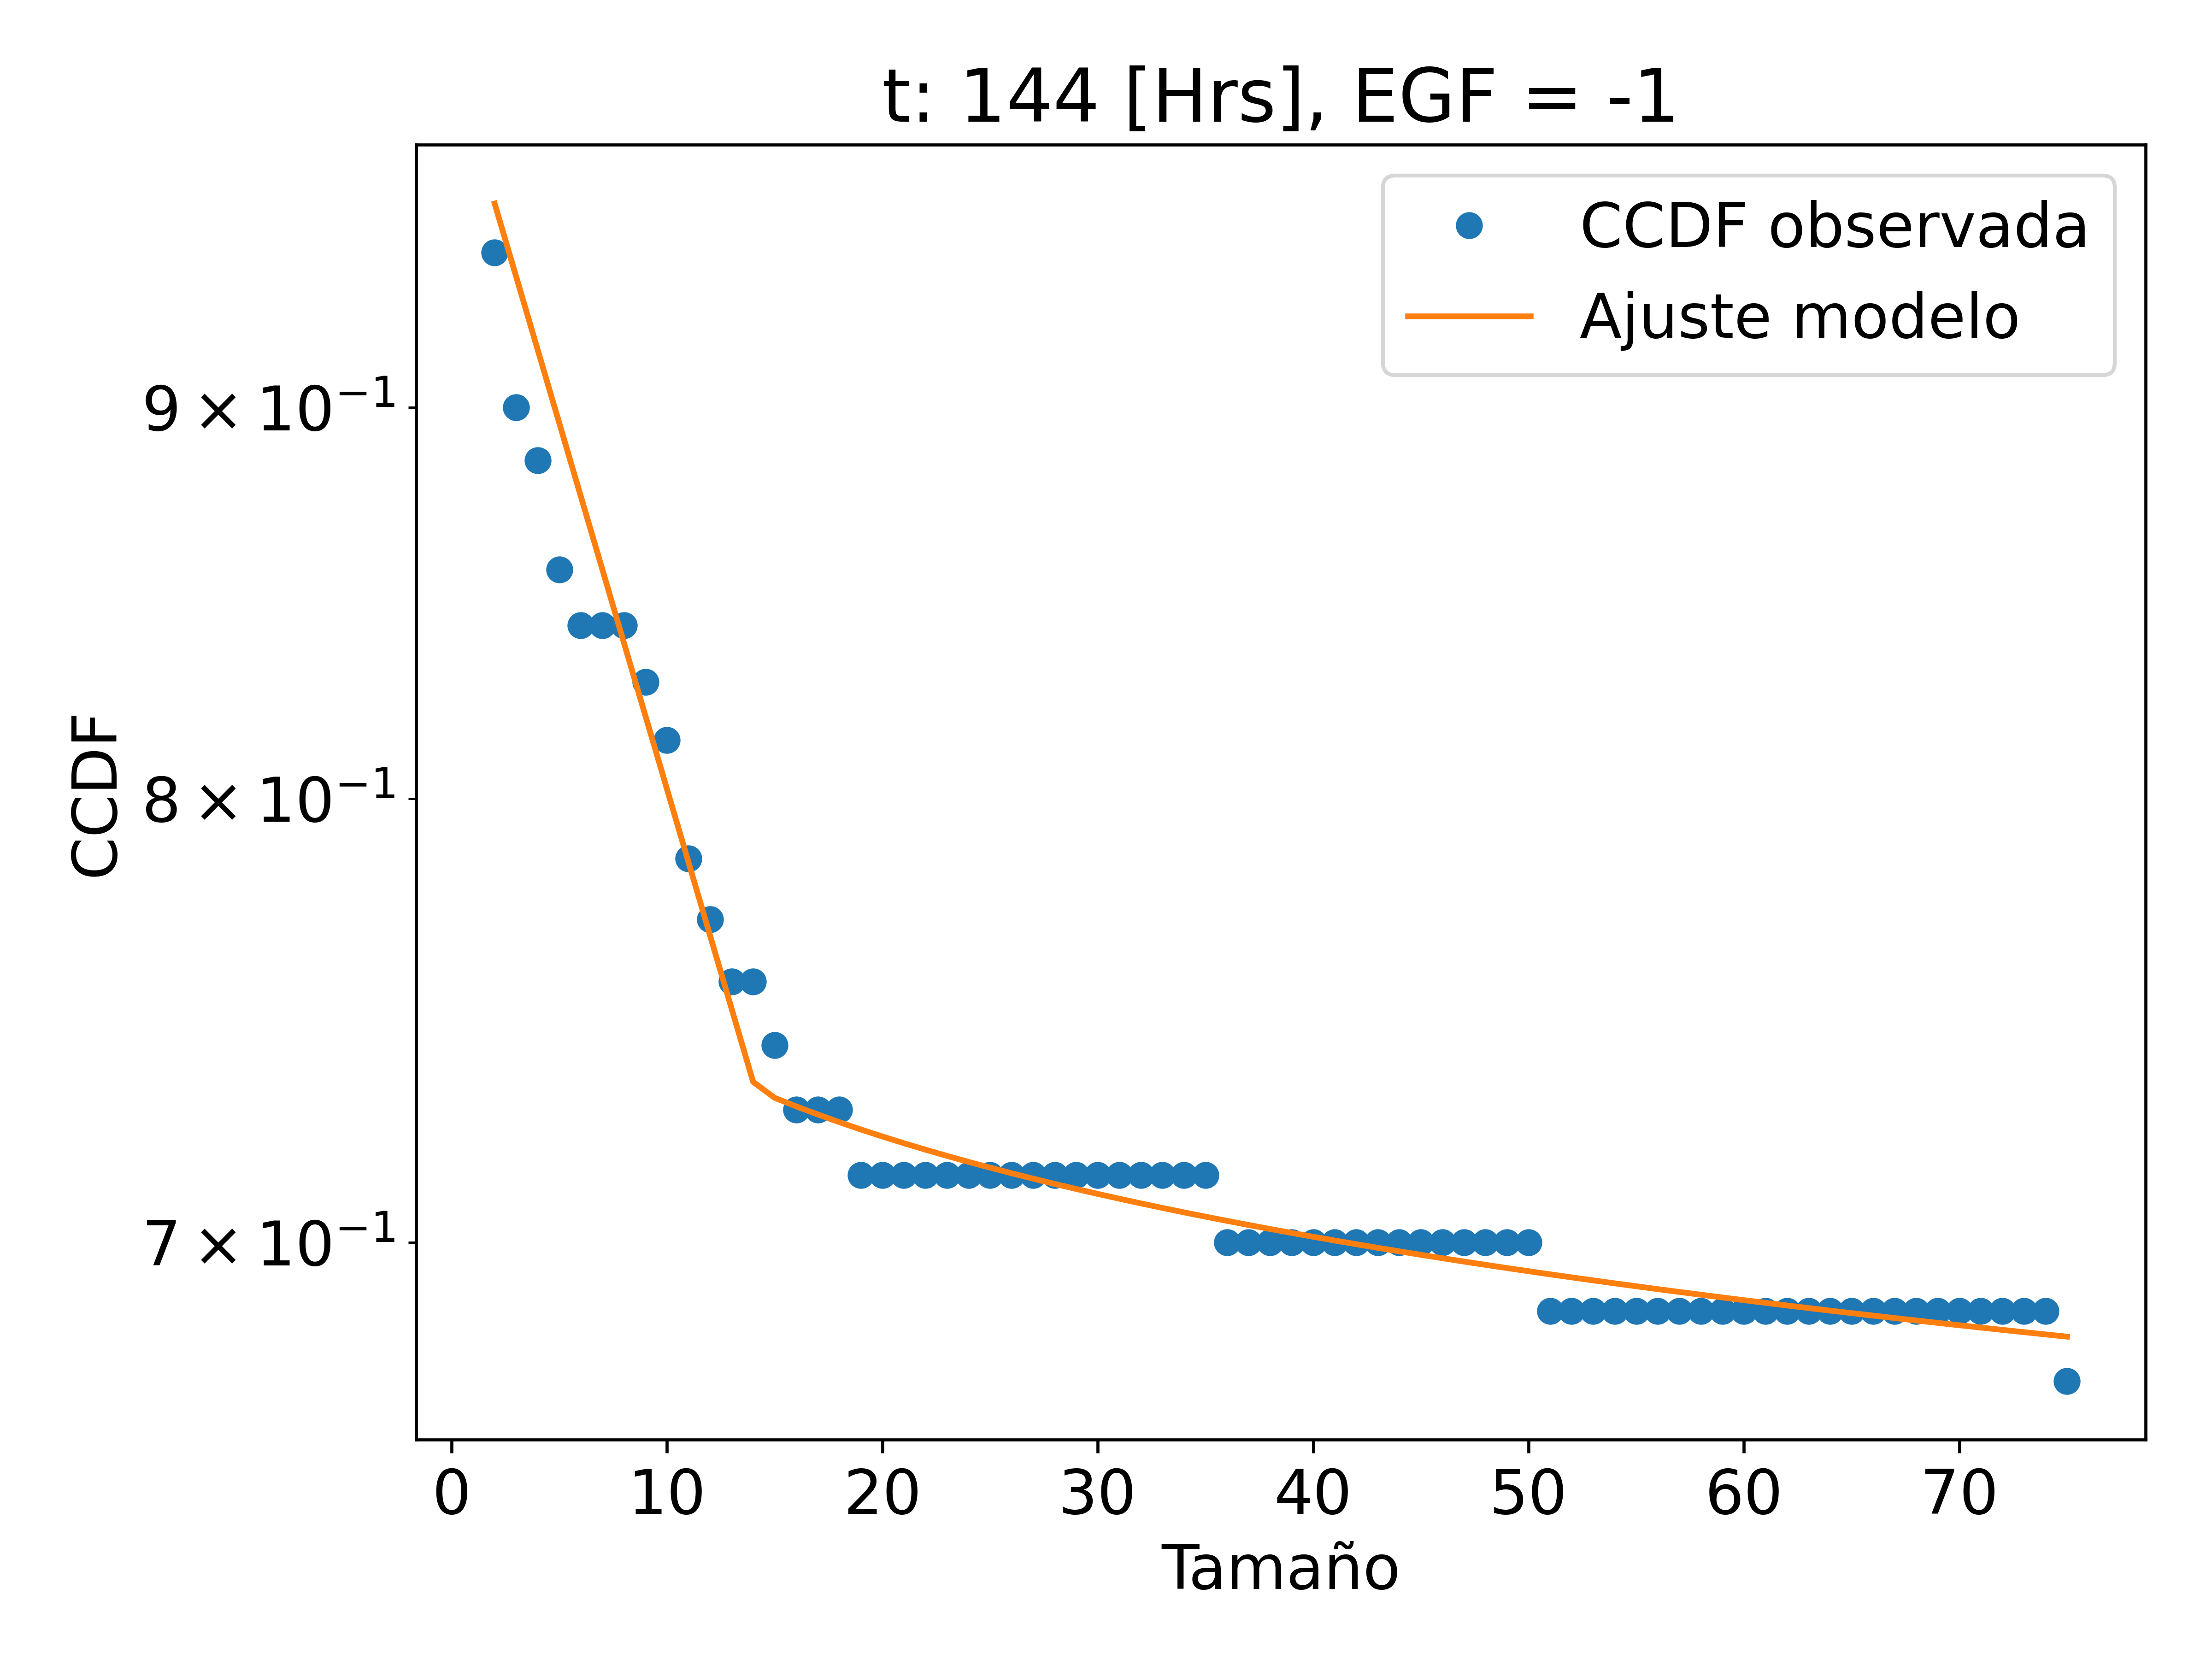 t: 144 [Hrs], EGF = -1
CCDF observada
Ajuste modelo
CCDF
9 × 10⁻¹
8 × 10⁻¹
7 × 10⁻¹
0 10 20 30 40 50 60 70
Tamaño